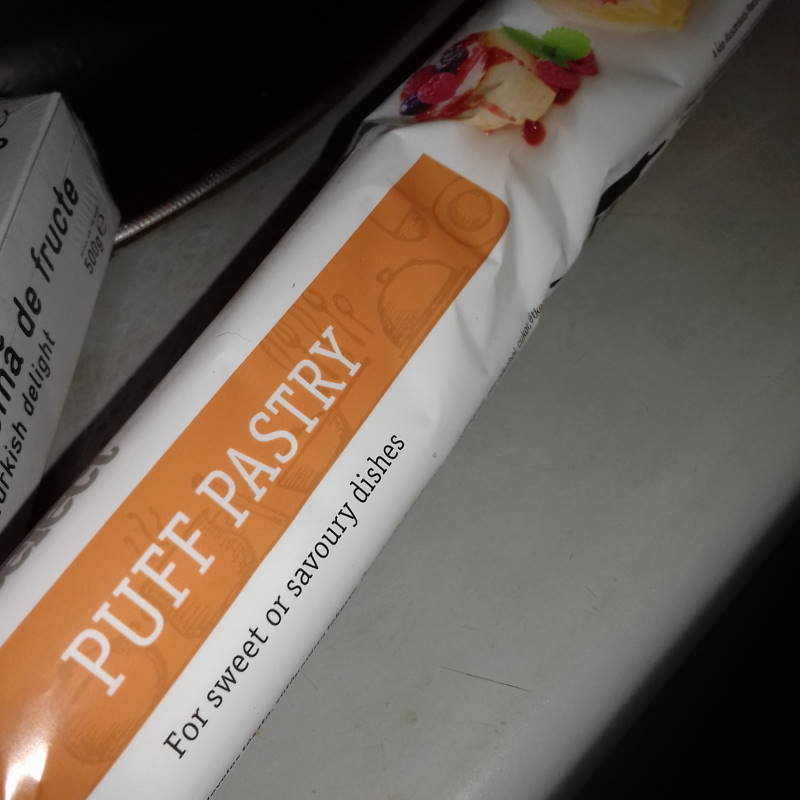 de fructe
500g e
urkish delight
PUFF PASTRY
For sweet or savoury dishes